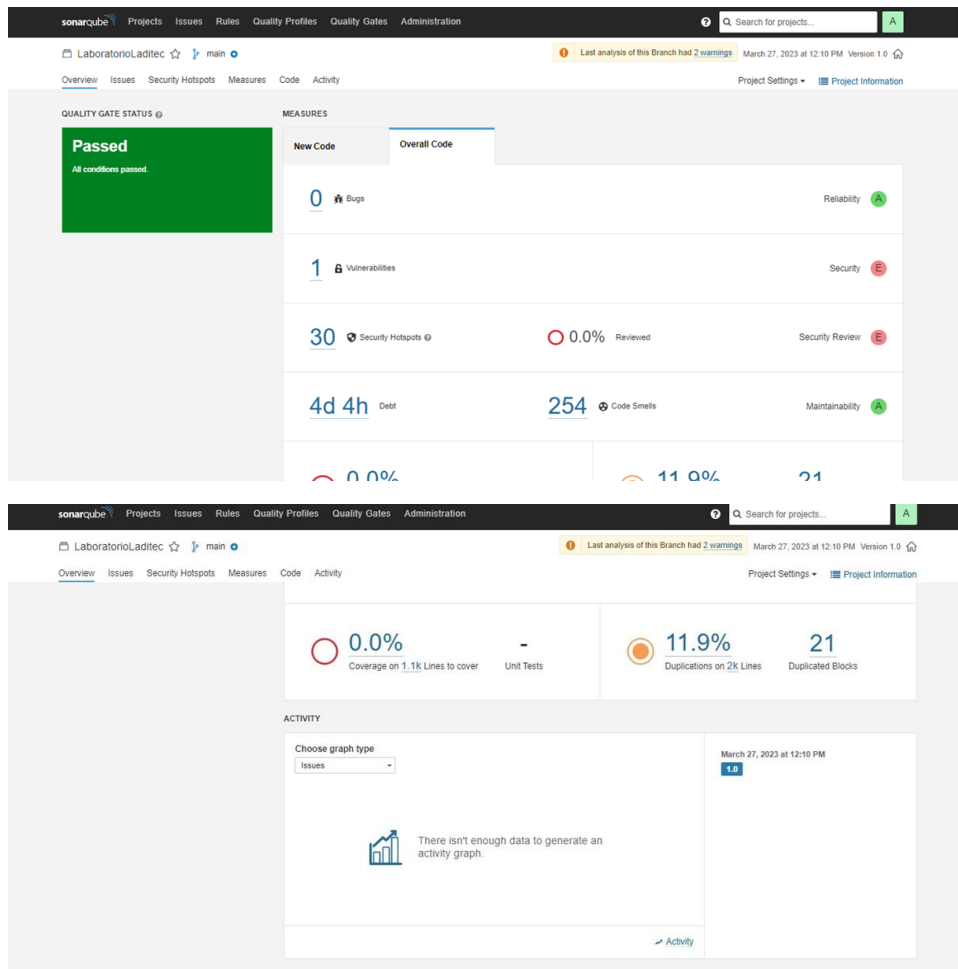 sonarqube Projects Issues Rules Quality Profiles Quality Gates Administration ? Search for projects... A
LaboratorioLaditec main Last analysis of this Branch had 2 warnings March 27, 2023 at 12:10 PM Version 1.0
Overview Issues Security Hotspots Measures Code Activity Project Settings Project Information
QUALITY GATE STATUS ? MEASURES
Passed
All conditions passed.
New Code Overall Code
0 Bugs Reliability A
1 Vulnerabilities Security E
30 Security Hotspots ? 0.0% Reviewed Security Review E
4d 4h Debt 254 Code Smells Maintainability A
0.0% 11.9% 21
sonarqube Projects Issues Rules Quality Profiles Quality Gates Administration ? Search for projects... A
LaboratorioLaditec main Last analysis of this Branch had 2 warnings March 27, 2023 at 12:10 PM Version 1.0
Overview Issues Security Hotspots Measures Code Activity Project Settings Project Information
0.0% - 11.9% 21
Coverage on 1.1k Lines to cover Unit Tests Duplications on 2k Lines Duplicated Blocks
ACTIVITY
Choose graph type
Issues
There isn't enough data to generate an
activity graph.
Activity
March 27, 2023 at 12:10 PM
1.0